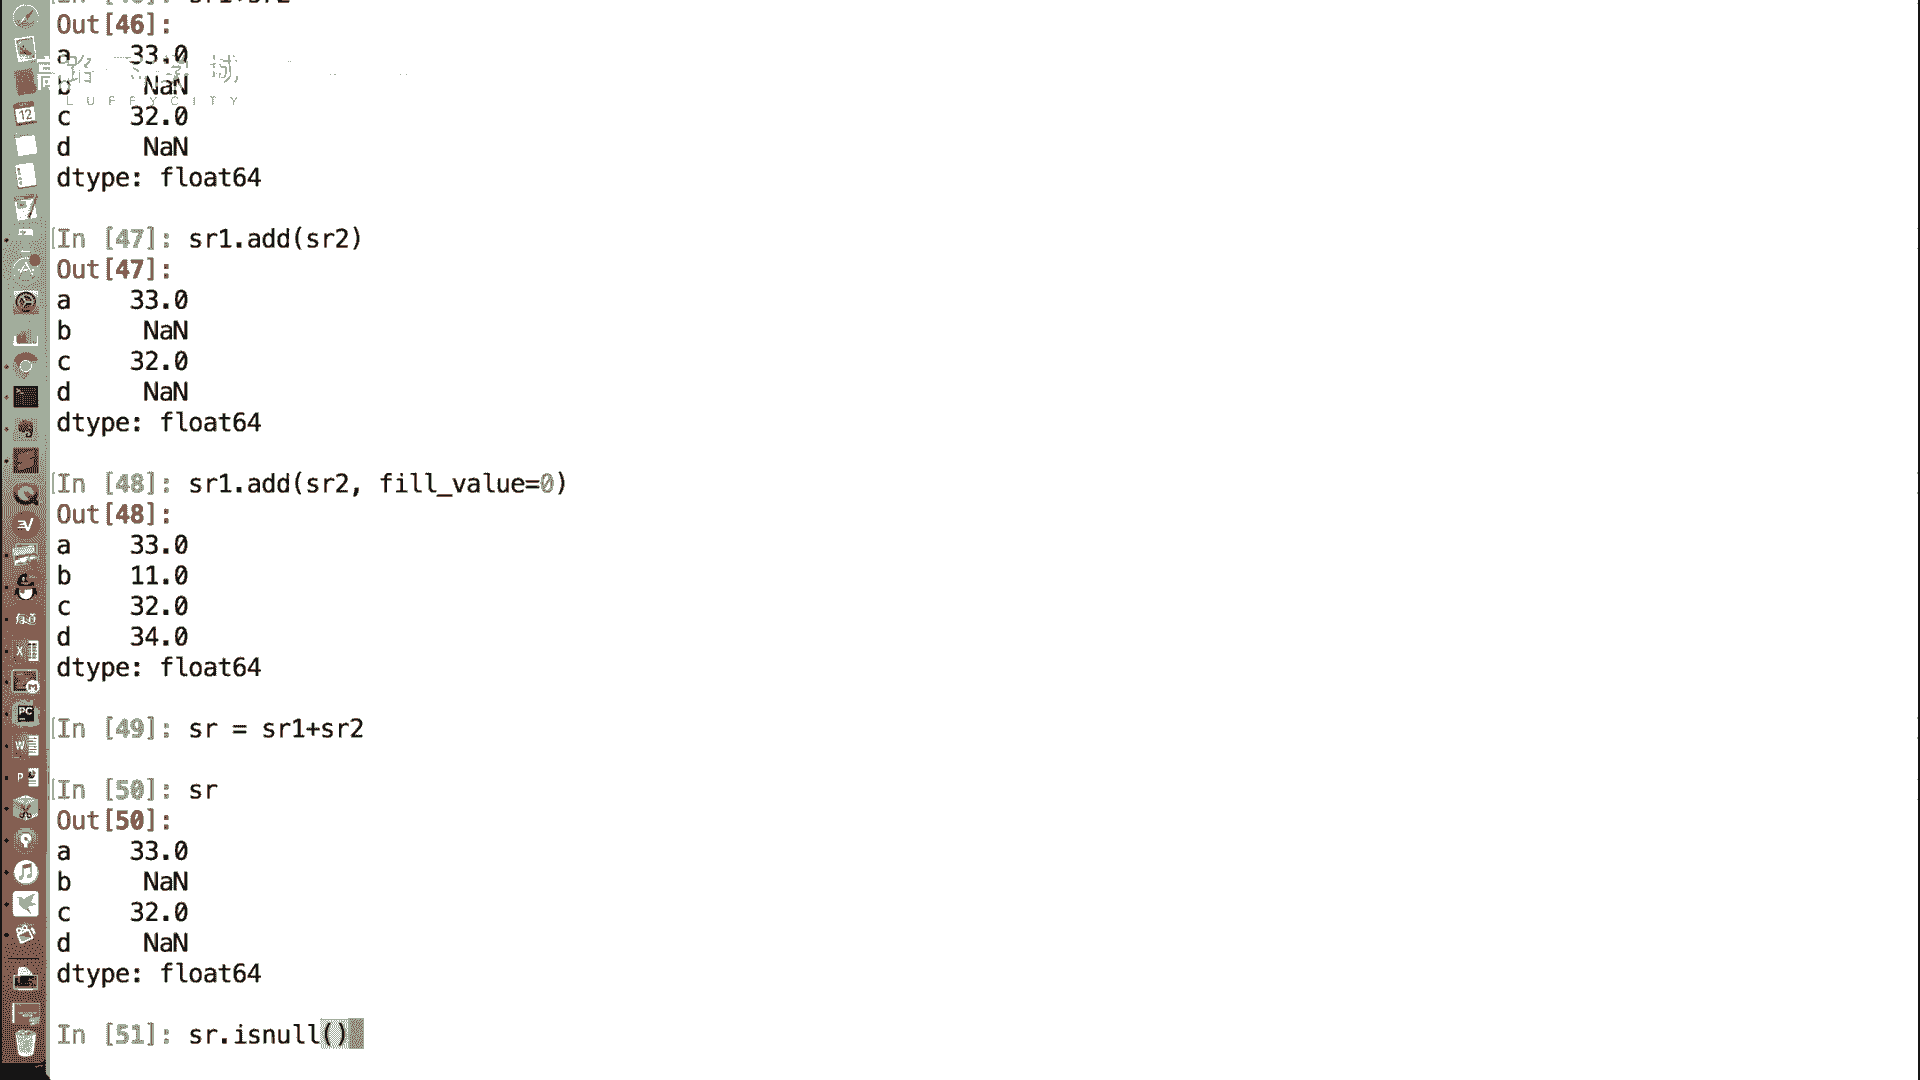 Out[46]:
a    33.0
b     NaN
LUFFYCITY
c    32.0
d     NaN
dtype: float64
In [47]: sr1.add(sr2)
Out[47]:
a    33.0
b     NaN
c    32.0
d     NaN
dtype: float64
In [48]: sr1.add(sr2, fill_value=0)
Out[48]:
a    33.0
b    11.0
c    32.0
d    34.0
dtype: float64
In [49]: sr = sr1+sr2
In [50]: sr
Out[50]:
a    33.0
b     NaN
c    32.0
d     NaN
dtype: float64
In [51]: sr.isnull()